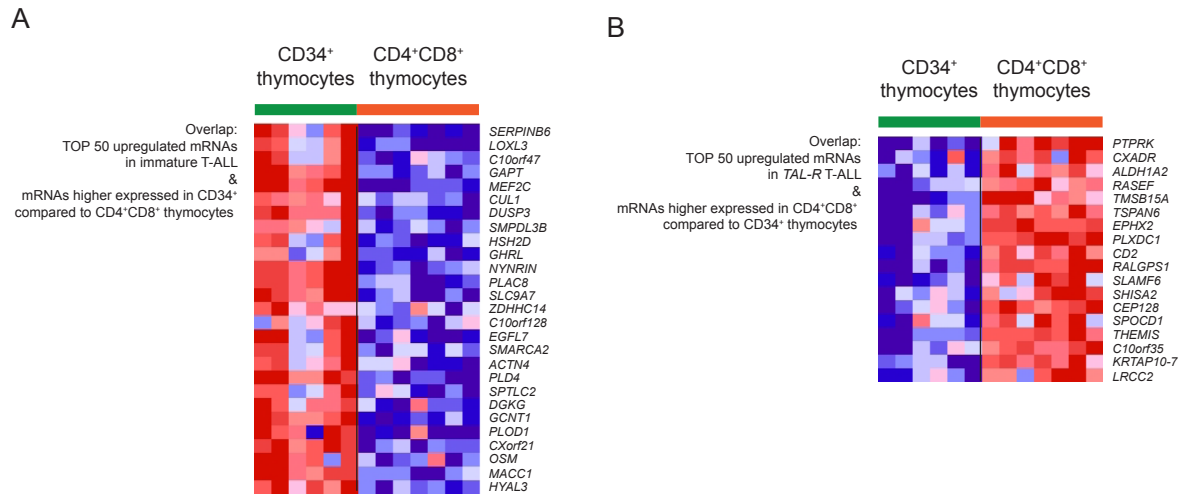 A
CD34+
thymocytes
CD4+CD8+
thymocytes
Overlap:
TOP 50 upregulated mRNAs
in immature T-ALL
&
mRNAs higher expressed in CD34+
compared to CD4+CD8+ thymocytes
SERPINB6
LOXL3
C10orf47
GAPT
MEF2C
CUL1
DUSP3
SMPDL3B
HSH2D
GHRL
NYNRIN
PLAC8
SLC9A7
ZDHHC14
C10orf128
EGFL7
SMARCA2
ACTN4
PLD4
SPTLC2
DGKG
GCNT1
PLOD1
CXorf21
OSM
MACC1
HYAL3
B
CD34+
thymocytes
CD4+CD8+
thymocytes
Overlap:
TOP 50 upregulated mRNAs
in TAL-R T-ALL
&
mRNAs higher expressed in CD4+CD8+
compared to CD34+ thymocytes
PTPRK
CXADR
ALDH1A2
RASEF
TMSB15A
TSPAN6
EPHX2
PLXDC1
CD2
RALGPS1
SLAMF6
SHISA2
CEP128
SPOCD1
THEMIS
C10orf35
KRTAP10-7
LRCC2